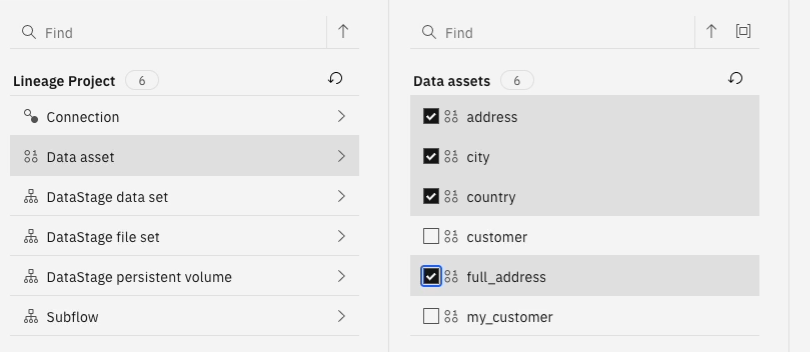 Find
Lineage Project 6
Connection
Data asset
DataStage data set
DataStage file set
DataStage persistent volume
Subflow
Find
Data assets 6
address
city
country
customer
full_address
my_customer